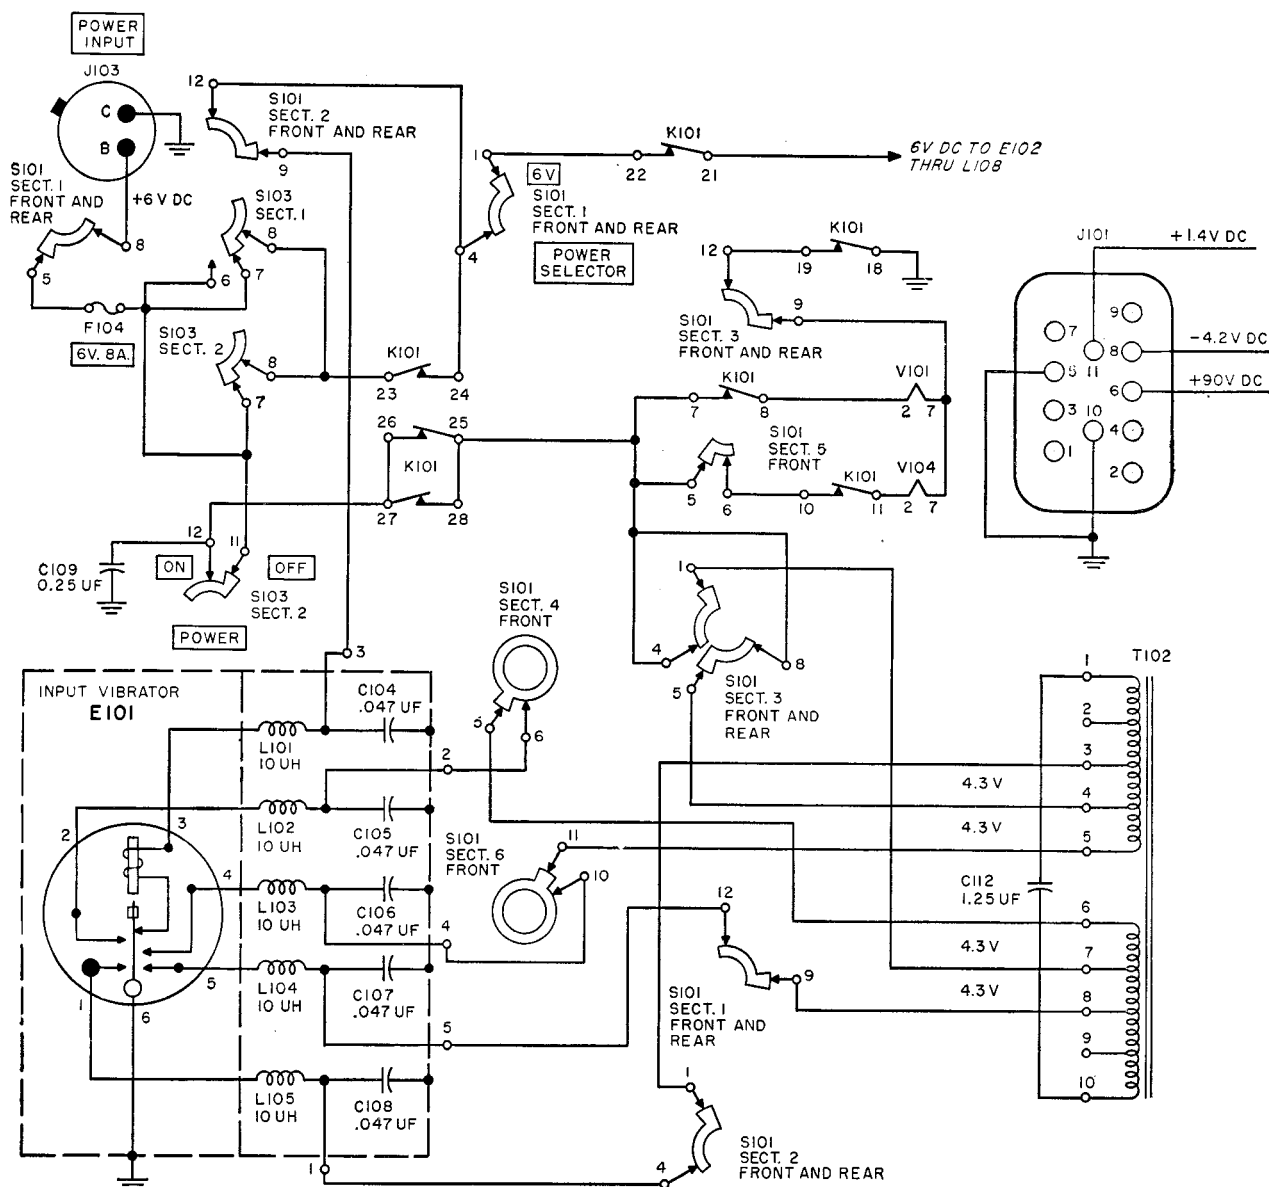 POWER
INPUT
J103
C
B
+6 V DC
12
S101
SECT. 2
FRONT AND REAR
9
1
6V
S101
SECT. 1
FRONT AND REAR
4
POWER
SELECTOR
K101
22
21
6V DC TO E102
THRU L108
S101
SECT. 1
FRONT AND
REAR
8
5
F104
6V. 8A.
S103
SECT. 1
8
6
7
S103
SECT. 2
8
7
K101
23
24
26
25
K101
27
28
12
K101
19
18
S101
SECT. 3
FRONT AND REAR
9
K101
7
8
V101
2
7
S101
SECT. 5
FRONT
5
6
K101
10
11
V104
2
7
J101
+1.4V DC
-4.2V DC
+90V DC
9
7
8
11
5
6
3
10
4
1
2
C109
0.25 UF
12
11
ON
OFF
S103
SECT. 2
POWER
3
S101
SECT. 4
FRONT
5
6
1
4
8
5
S101
SECT. 3
FRONT AND
REAR
INPUT VIBRATOR
E101
L101
10 UH
C104
.047 UF
2
L102
10 UH
C105
.047 UF
L103
10 UH
C106
.047 UF
4
L104
10 UH
C107
.047 UF
5
L105
10 UH
C108
.047 UF
1
2
3
4
5
1
6
S101
SECT. 6
FRONT
11
10
12
9
S101
SECT. 1
FRONT AND
REAR
1
4
S101
SECT. 2
FRONT AND REAR
T102
1
2
3
4.3 V
4
4.3 V
5
C112
1.25 UF
6
4.3 V
7
4.3 V
8
9
10